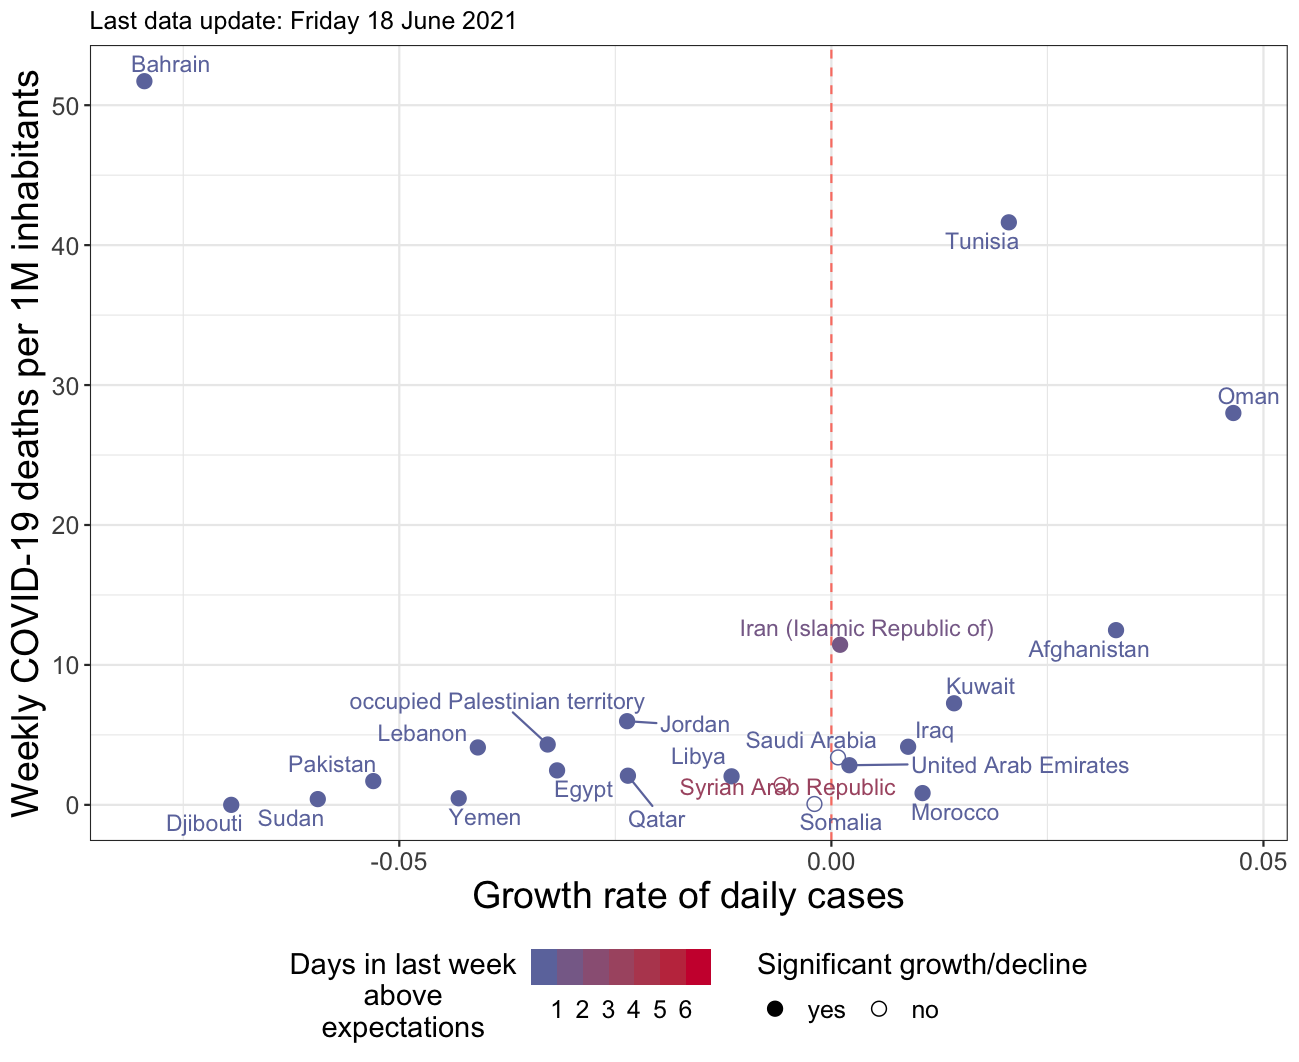 Last data update: Friday 18 June 2021
Weekly COVID-19 deaths per 1M inhabitants
50
40
30
20
10
0
Bahrain
Tunisia
Oman
Iran (Islamic Republic of)
Afghanistan
Kuwait
occupied Palestinian territory
Jordan
Iraq
Lebanon
Saudi Arabia
Libya
Pakistan
United Arab Emirates
Egypt
Syrian Arab Republic
Djibouti
Sudan
Yemen
Qatar
Somalia
Morocco
-0.05
0.00
0.05
Growth rate of daily cases
Days in last week
above
expectations
1 2 3 4 5 6
Significant growth/decline
yes
no